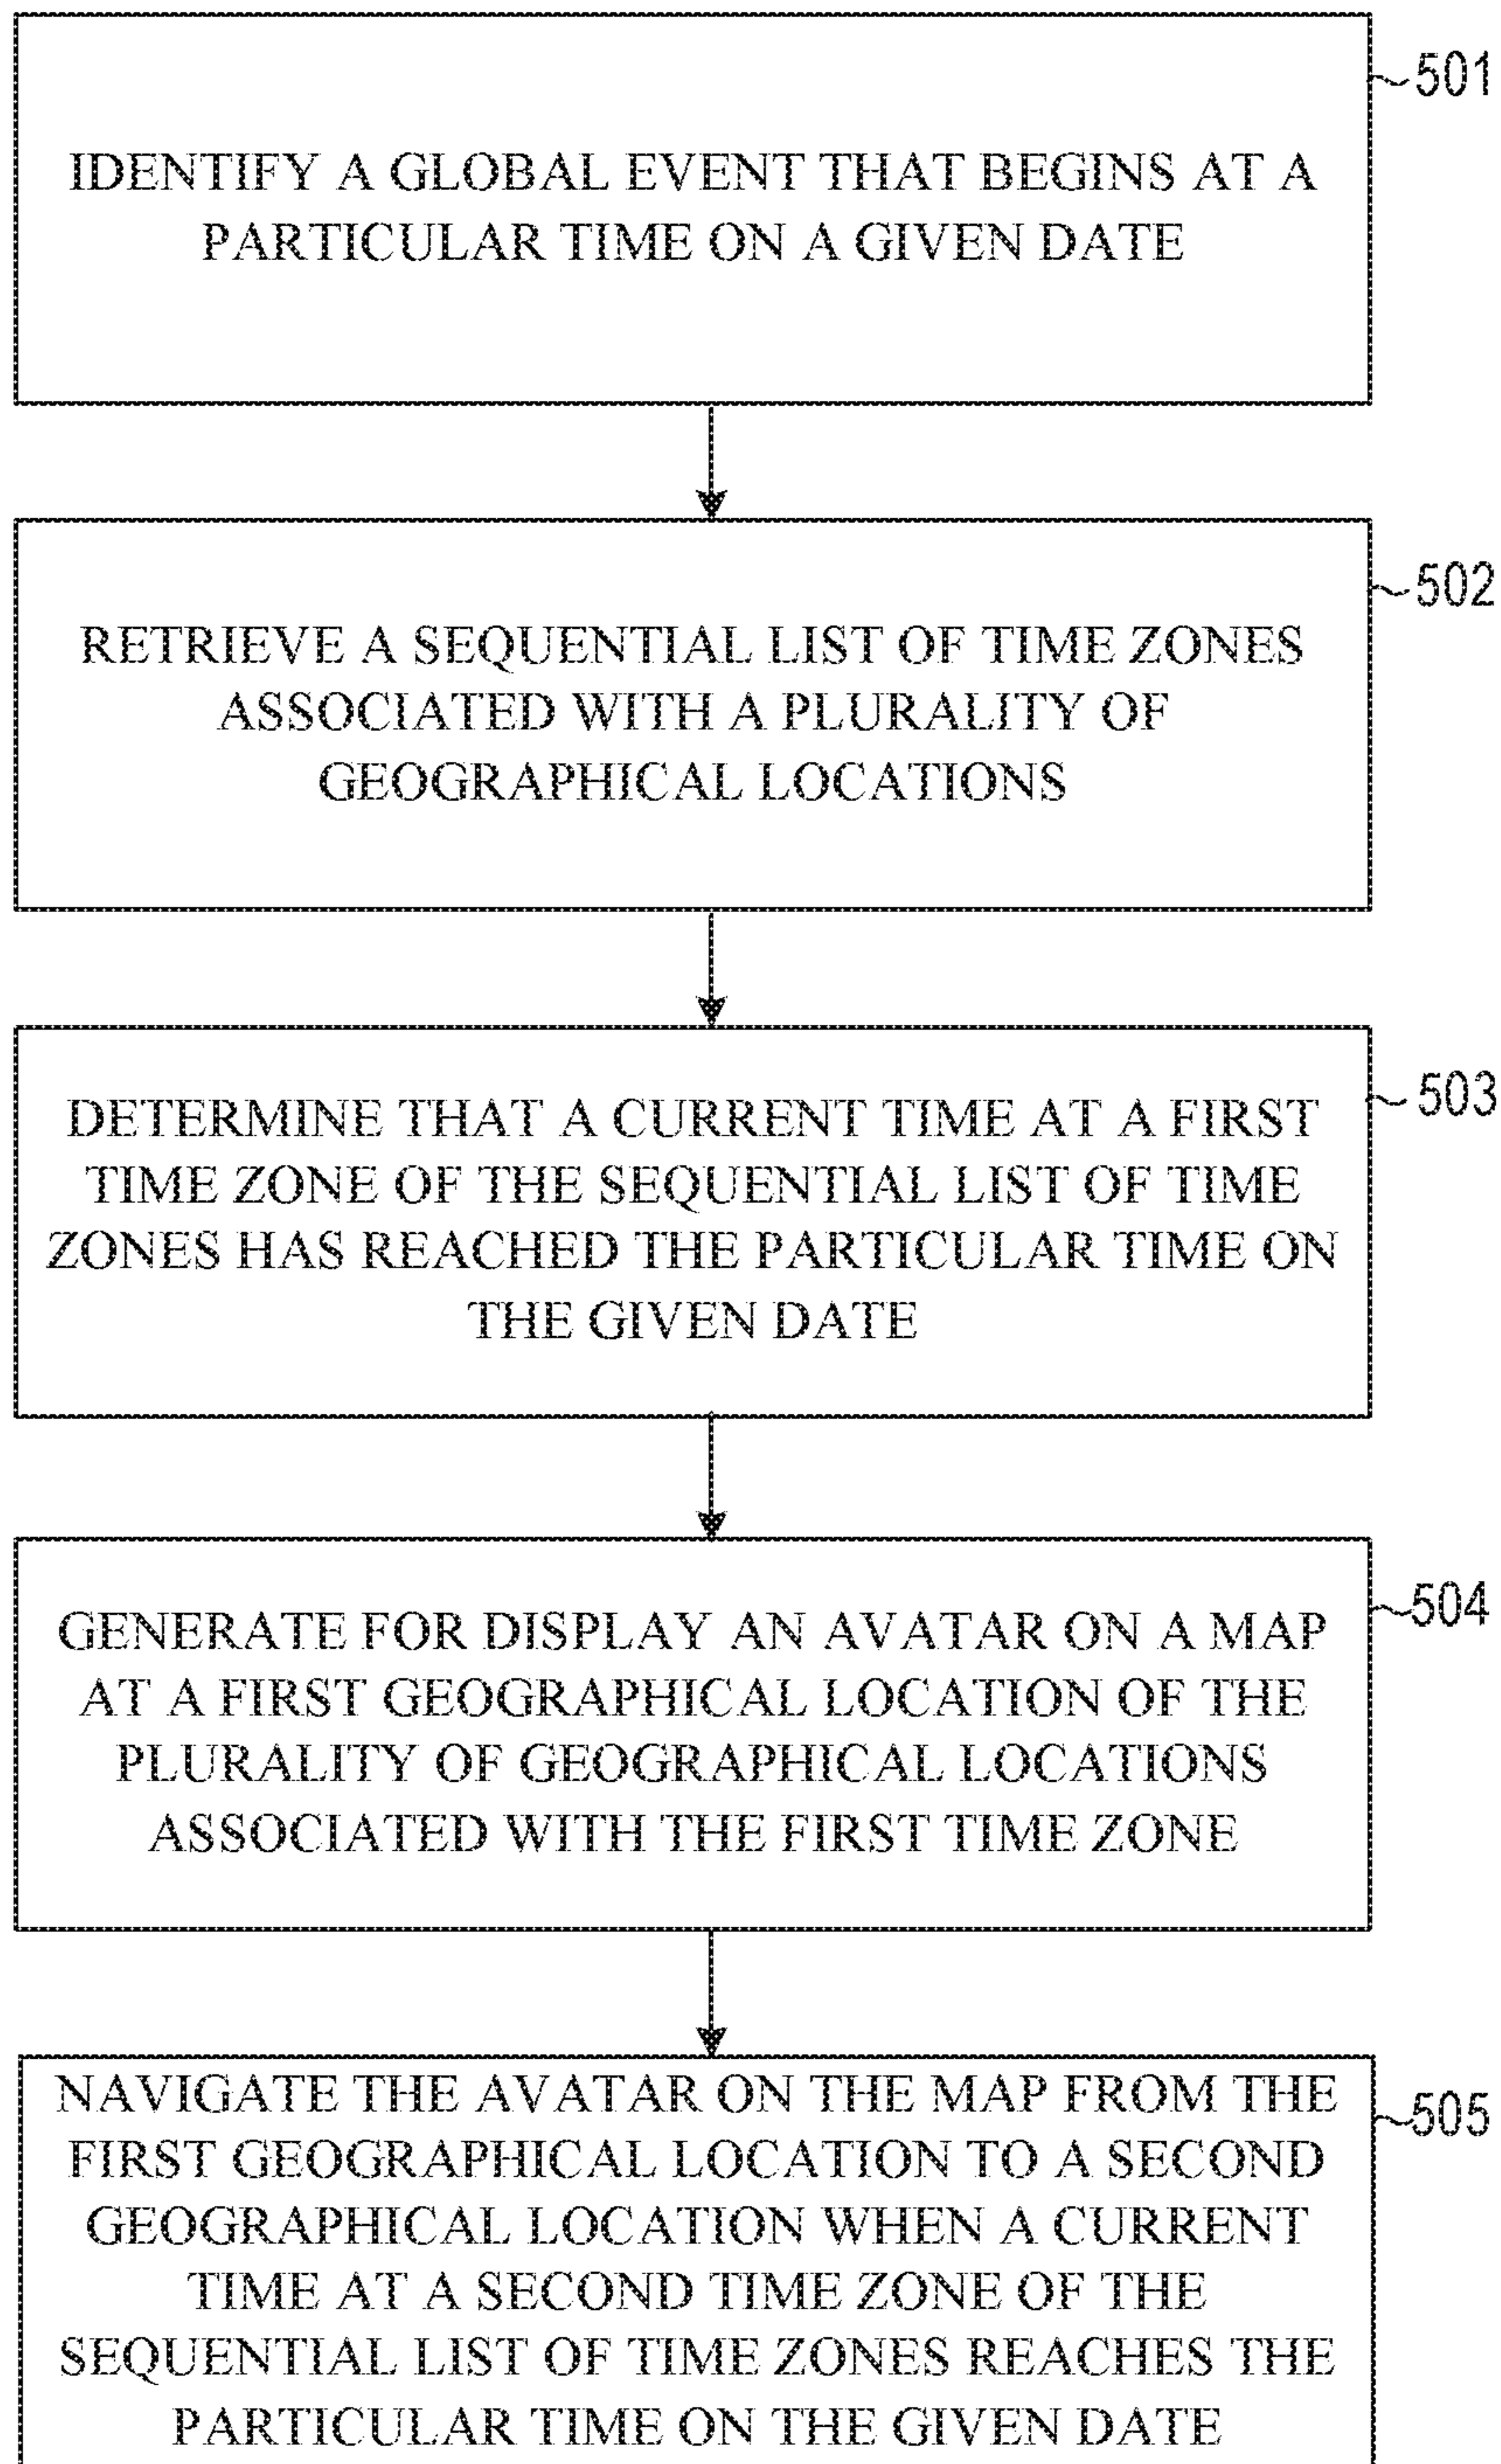 501
IDENTIFY A GLOBAL EVENT THAT BEGINS AT A
PARTICULAR TIME ON A GIVEN DATE
502
RETRIEVE A SEQUENTIAL LIST OF TIME ZONES
ASSOCIATED WITH A PLURALITY OF
GEOGRAPHICAL LOCATIONS
503
DETERMINE THAT A CURRENT TIME AT A FIRST
TIME ZONE OF THE SEQUENTIAL LIST OF TIME
ZONES HAS REACHED THE PARTICULAR TIME ON
THE GIVEN DATE
504
GENERATE FOR DISPLAY AN AVATAR ON A MAP
AT A FIRST GEOGRAPHICAL LOCATION OF THE
PLURALITY OF GEOGRAPHICAL LOCATIONS
ASSOCIATED WITH THE FIRST TIME ZONE
505
NAVIGATE THE AVATAR ON THE MAP FROM THE
FIRST GEOGRAPHICAL LOCATION TO A SECOND
GEOGRAPHICAL LOCATION WHEN A CURRENT
TIME AT A SECOND TIME ZONE OF THE
SEQUENTIAL LIST OF TIME ZONES REACHES THE
PARTICULAR TIME ON THE GIVEN DATE